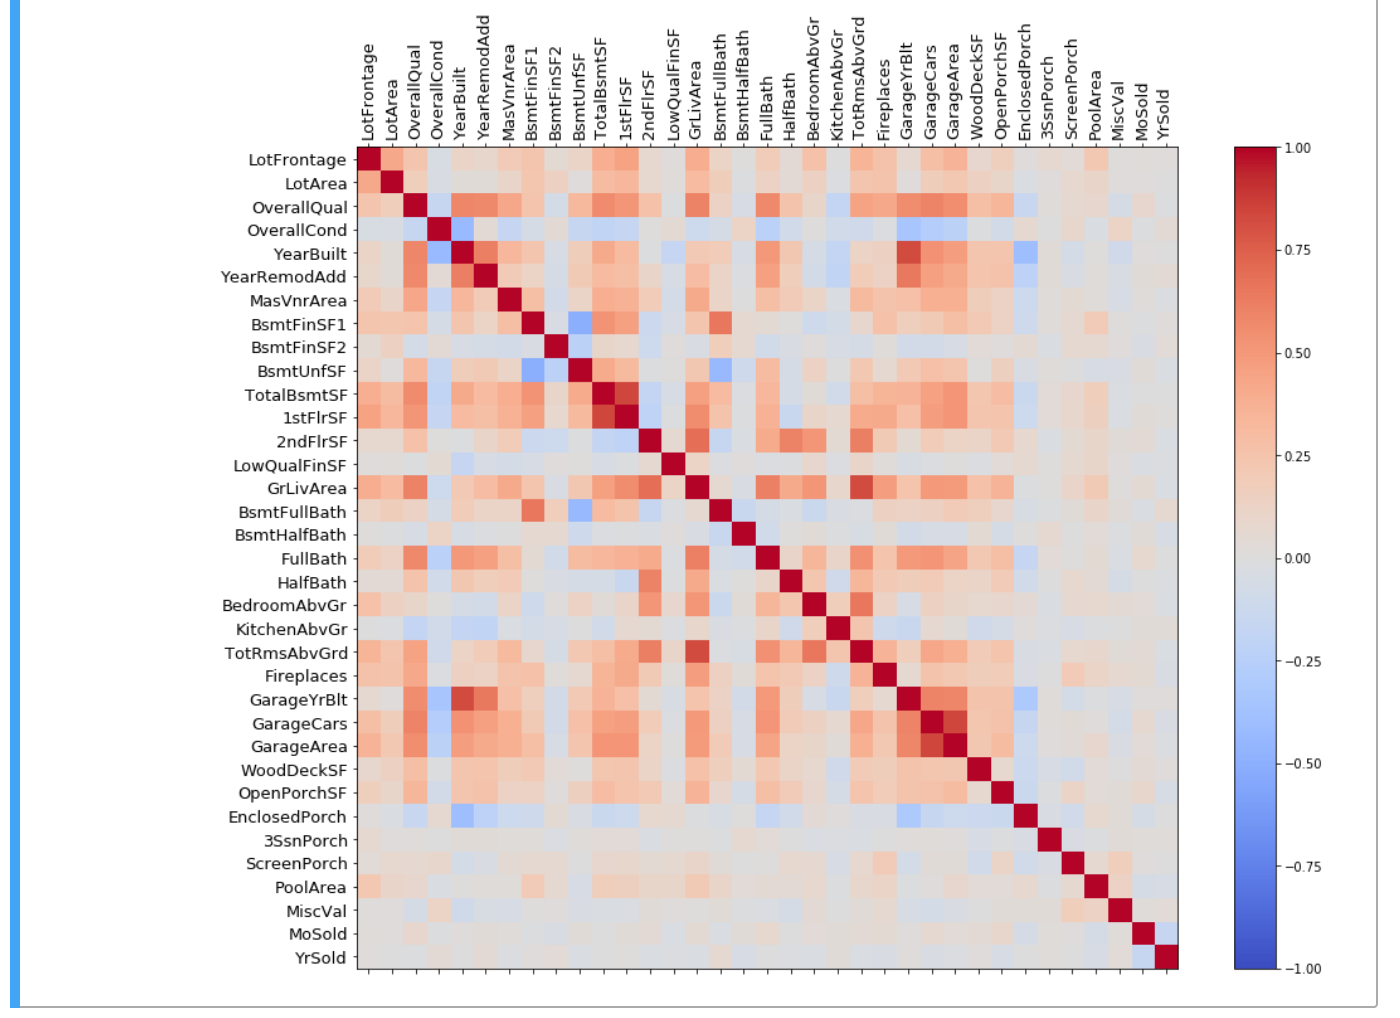 LotFrontage
LotArea
OverallQual
OverallCond
YearBuilt
YearRemodAdd
MasVnrArea
BsmtFinSF1
BsmtFinSF2
BsmtUnfSF
TotalBsmtSF
1stFlrSF
2ndFlrSF
LowQualFinSF
GrLivArea
BsmtFullBath
BsmtHalfBath
FullBath
HalfBath
BedroomAbvGr
KitchenAbvGr
TotRmsAbvGrd
Fireplaces
GarageYrBlt
GarageCars
GarageArea
WoodDeckSF
OpenPorchSF
EnclosedPorch
3SsnPorch
ScreenPorch
PoolArea
MiscVal
MoSold
YrSold
LotFrontage
LotArea
OverallQual
OverallCond
YearBuilt
YearRemodAdd
MasVnrArea
BsmtFinSF1
BsmtFinSF2
BsmtUnfSF
TotalBsmtSF
1stFlrSF
2ndFlrSF
LowQualFinSF
GrLivArea
BsmtFullBath
BsmtHalfBath
FullBath
HalfBath
BedroomAbvGr
KitchenAbvGr
TotRmsAbvGrd
Fireplaces
GarageYrBlt
GarageCars
GarageArea
WoodDeckSF
OpenPorchSF
EnclosedPorch
3SsnPorch
ScreenPorch
PoolArea
MiscVal
MoSold
YrSold
1.00
0.75
0.50
0.25
0.00
−0.25
−0.50
−0.75
−1.00